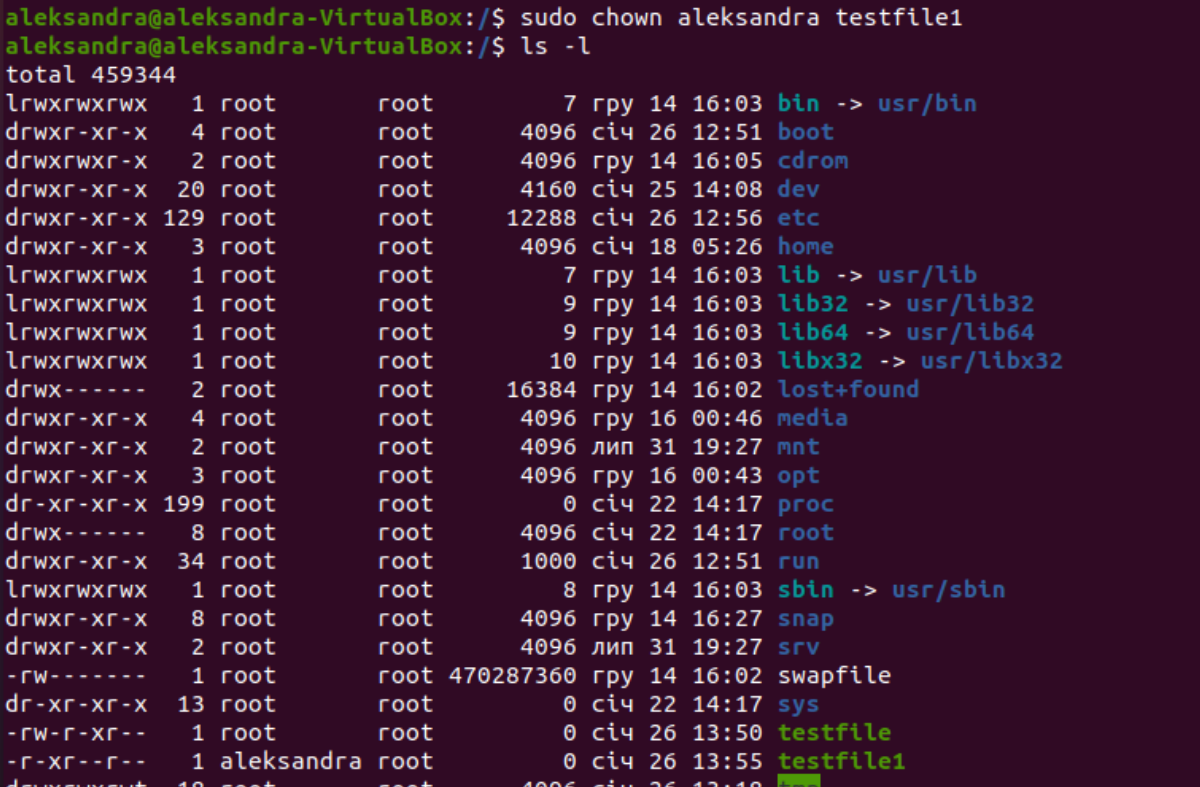 aleksandra@aleksandra-VirtualBox:/$ sudo chown aleksandra testfile1
aleksandra@aleksandra-VirtualBox:/$ ls -l
total 459344
lrwxrwxrwx   1 root       root         7 гру 14 16:03 bin -> usr/bin
drwxr-xr-x   4 root       root      4096 січ 26 12:51 boot
drwxrwxr-x   2 root       root      4096 гру 14 16:05 cdrom
drwxr-xr-x  20 root       root      4160 січ 25 14:08 dev
drwxr-xr-x 129 root       root     12288 січ 26 12:56 etc
drwxr-xr-x   3 root       root      4096 січ 18 05:26 home
lrwxrwxrwx   1 root       root         7 гру 14 16:03 lib -> usr/lib
lrwxrwxrwx   1 root       root         9 гру 14 16:03 lib32 -> usr/lib32
lrwxrwxrwx   1 root       root         9 гру 14 16:03 lib64 -> usr/lib64
lrwxrwxrwx   1 root       root        10 гру 14 16:03 libx32 -> usr/libx32
drwx------   2 root       root     16384 гру 14 16:02 lost+found
drwxr-xr-x   4 root       root      4096 гру 16 00:46 media
drwxr-xr-x   2 root       root      4096 лип 31 19:27 mnt
drwxr-xr-x   3 root       root      4096 гру 16 00:43 opt
dr-xr-xr-x 199 root       root         0 січ 22 14:17 proc
drwx------   8 root       root      4096 січ 22 14:17 root
drwxr-xr-x  34 root       root      1000 січ 26 12:51 run
lrwxrwxrwx   1 root       root         8 гру 14 16:03 sbin -> usr/sbin
drwxr-xr-x   8 root       root      4096 гру 14 16:27 snap
drwxr-xr-x   2 root       root      4096 лип 31 19:27 srv
-rw-------   1 root       root 470287360 гру 14 16:02 swapfile
dr-xr-xr-x  13 root       root         0 січ 22 14:17 sys
-rw-r-xr--   1 root       root         0 січ 26 13:50 testfile
-r-xr--r--   1 aleksandra root         0 січ 26 13:55 testfile1
drwxrwxrwt  18 root       root      4096 січ 26